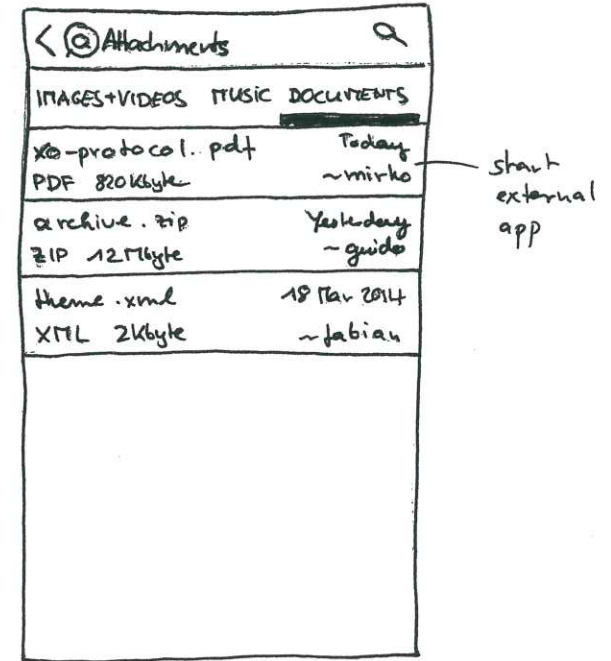 < @ Attachments
IMAGES+VIDEOS MUSIC DOCUMENTS
xo-protocol.pdf Today
PDF 820Kbyte ~mirko
start
external
app
archive.zip Yesterday
ZIP 12Mbyte ~guido
theme.xml 18 Mar 2014
XML 2Kbyte ~fabian